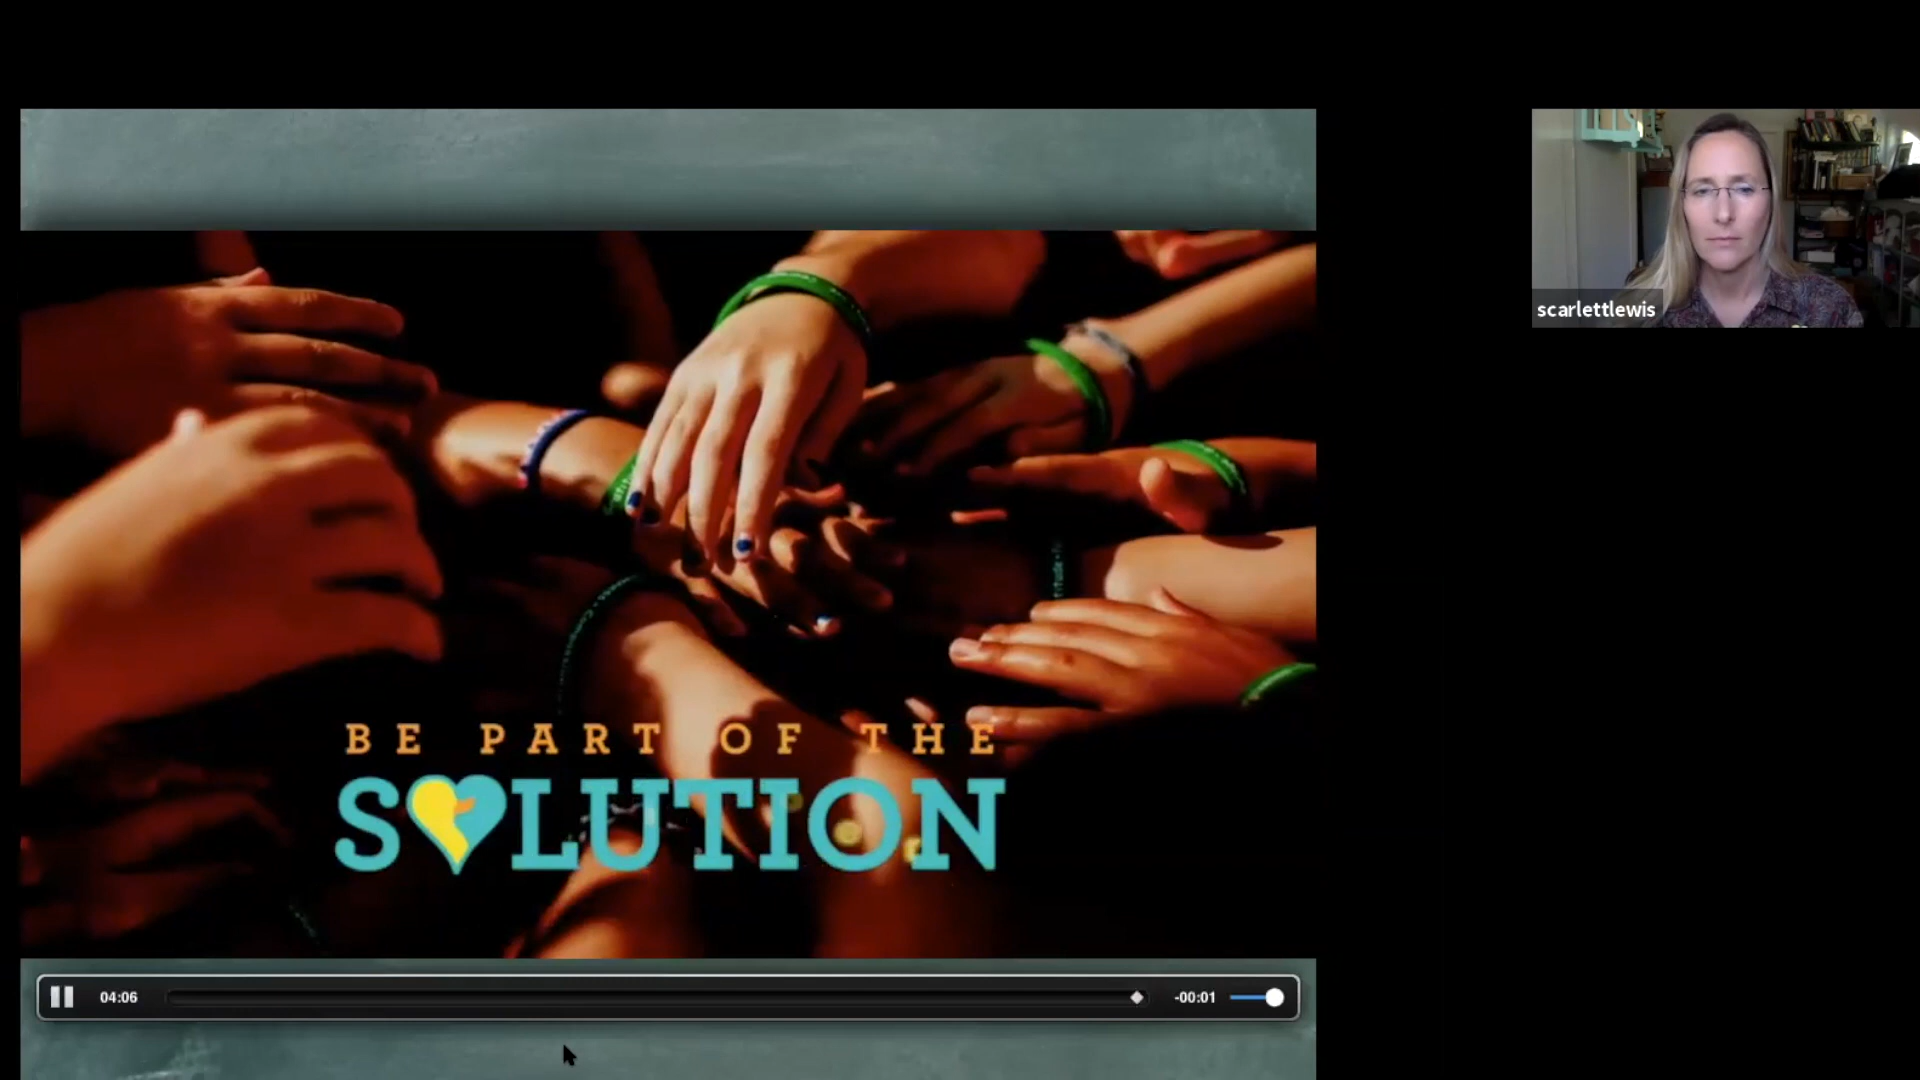 scarlettlewis
BE PART OF THE
SOLUTION
04:06
-00:01